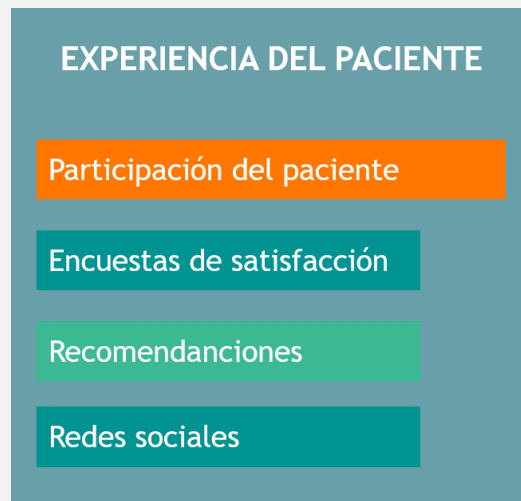 EXPERIENCIA DEL PACIENTE
Participación del paciente
Encuestas de satisfacción
Recomendanciones
Redes sociales